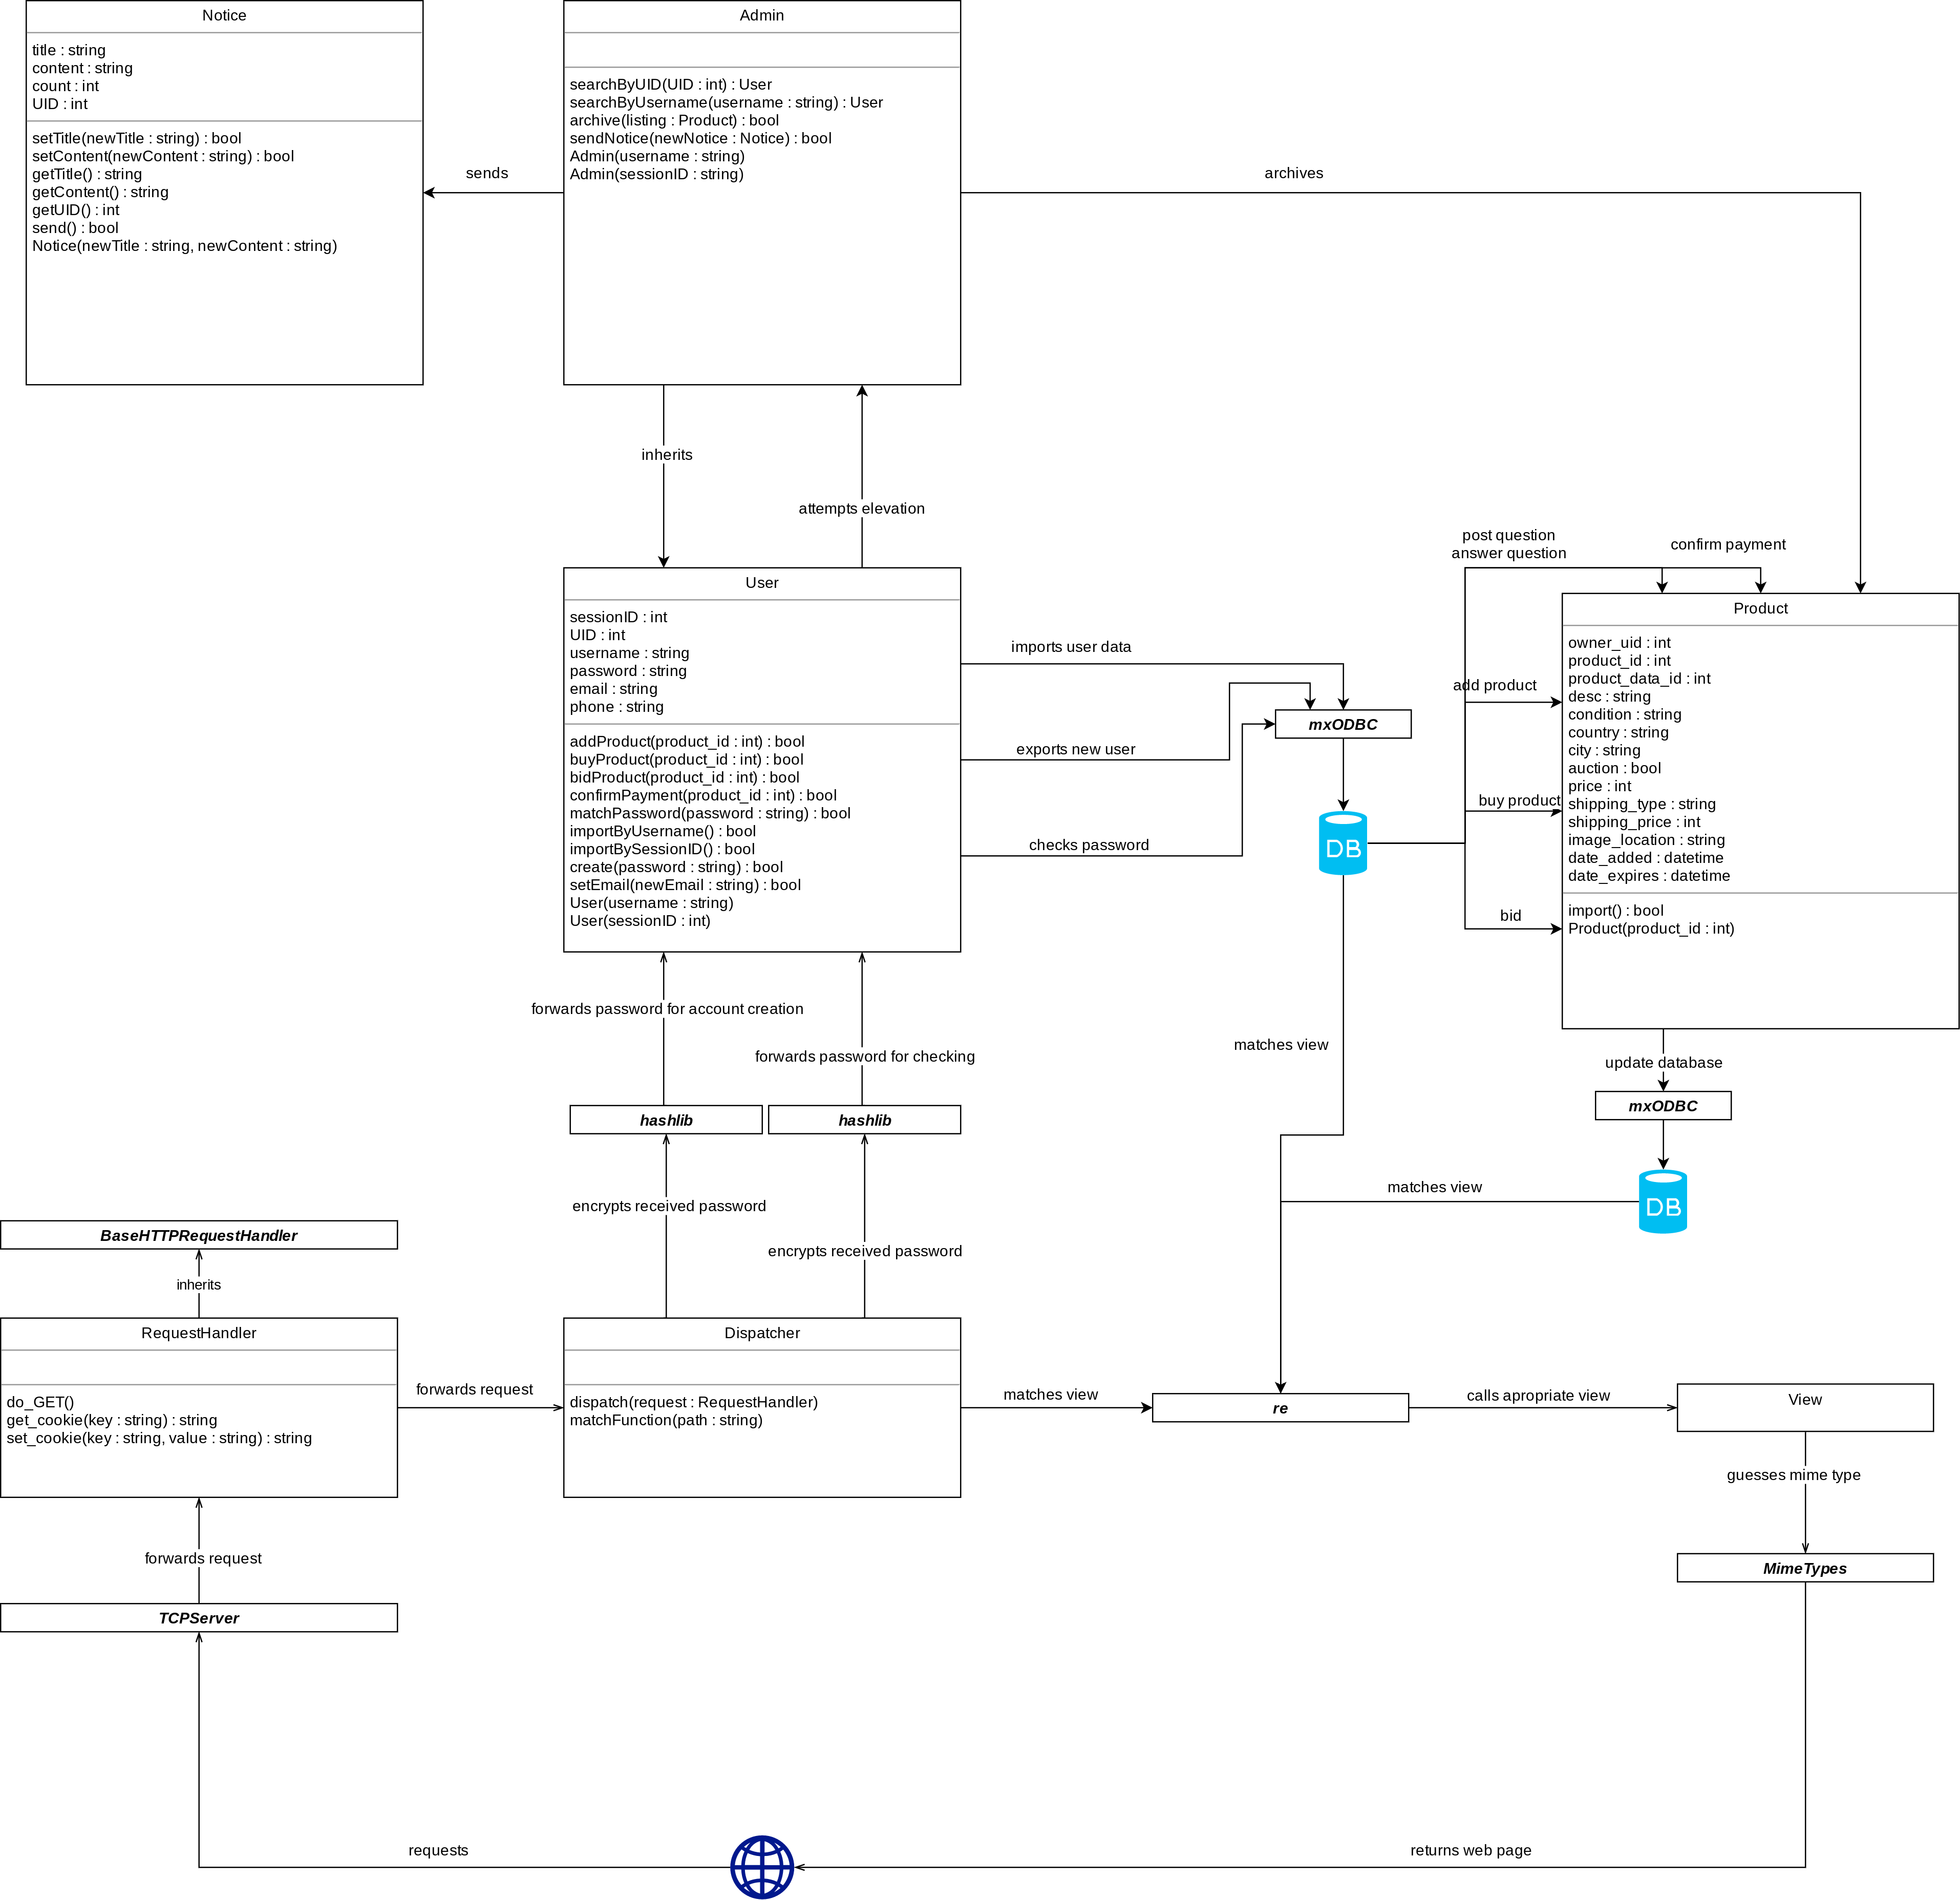 Notice
title : string
content : string
count : int
UID : int
setTitle(newTitle : string) : bool
setContent(newContent : string) : bool
getTitle() : string
getContent() : string
getUID() : int
send() : bool
Notice(newTitle : string, newContent : string)
sends
Admin
searchByUID(UID : int) : User
searchByUsername(username : string) : User
archive(listing : Product) : bool
sendNotice(newNotice : Notice) : bool
Admin(username : string)
Admin(sessionID : string)
archives
inherits
attempts elevation
User
sessionID : int
UID : int
username : string
password : string
email : string
phone : string
addProduct(product_id : int) : bool
buyProduct(product_id : int) : bool
bidProduct(product_id : int) : bool
confirmPayment(product_id : int) : bool
matchPassword(password : string) : bool
importByUsername() : bool
importBySessionID() : bool
create(password : string) : bool
setEmail(newEmail : string) : bool
User(username : string)
User(sessionID : int)
imports user data
exports new user
checks password
mxODBC
DB
post question
answer question
confirm payment
add product
buy product
bid
Product
owner_uid : int
product_id : int
product_data_id : int
desc : string
condition : string
country : string
city : string
auction : bool
price : int
shipping_type : string
shipping_price : int
image_location : string
date_added : datetime
date_expires : datetime
import() : bool
Product(product_id : int)
forwards password for account creation
forwards password for checking
matches view
update database
mxODBC
hashlib
hashlib
DB
matches view
encrypts received password
encrypts received password
BaseHTTPRequestHandler
inherits
RequestHandler
do_GET()
get_cookie(key : string) : string
set_cookie(key : string, value : string) : string
forwards request
Dispatcher
dispatch(request : RequestHandler)
matchFunction(path : string)
matches view
re
calls apropriate view
View
guesses mime type
MimeTypes
forwards request
TCPServer
requests
returns web page